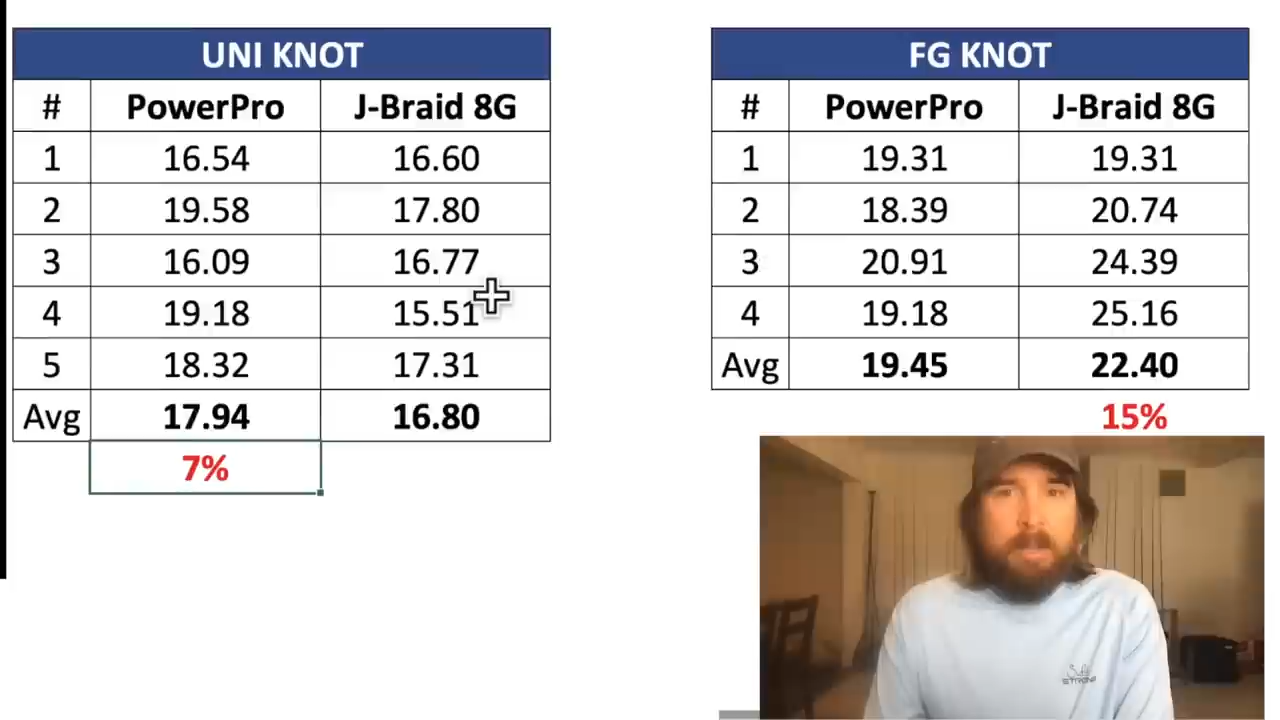 UNI KNOT
# PowerPro J-Braid 8G
1 16.54 16.60
2 19.58 17.80
3 16.09 16.77
4 19.18 15.51
5 18.32 17.31
Avg 17.94 16.80
7%
FG KNOT
# PowerPro J-Braid 8G
1 19.31 19.31
2 18.39 20.74
3 20.91 24.39
4 19.18 25.16
Avg 19.45 22.40
15%
STRONG